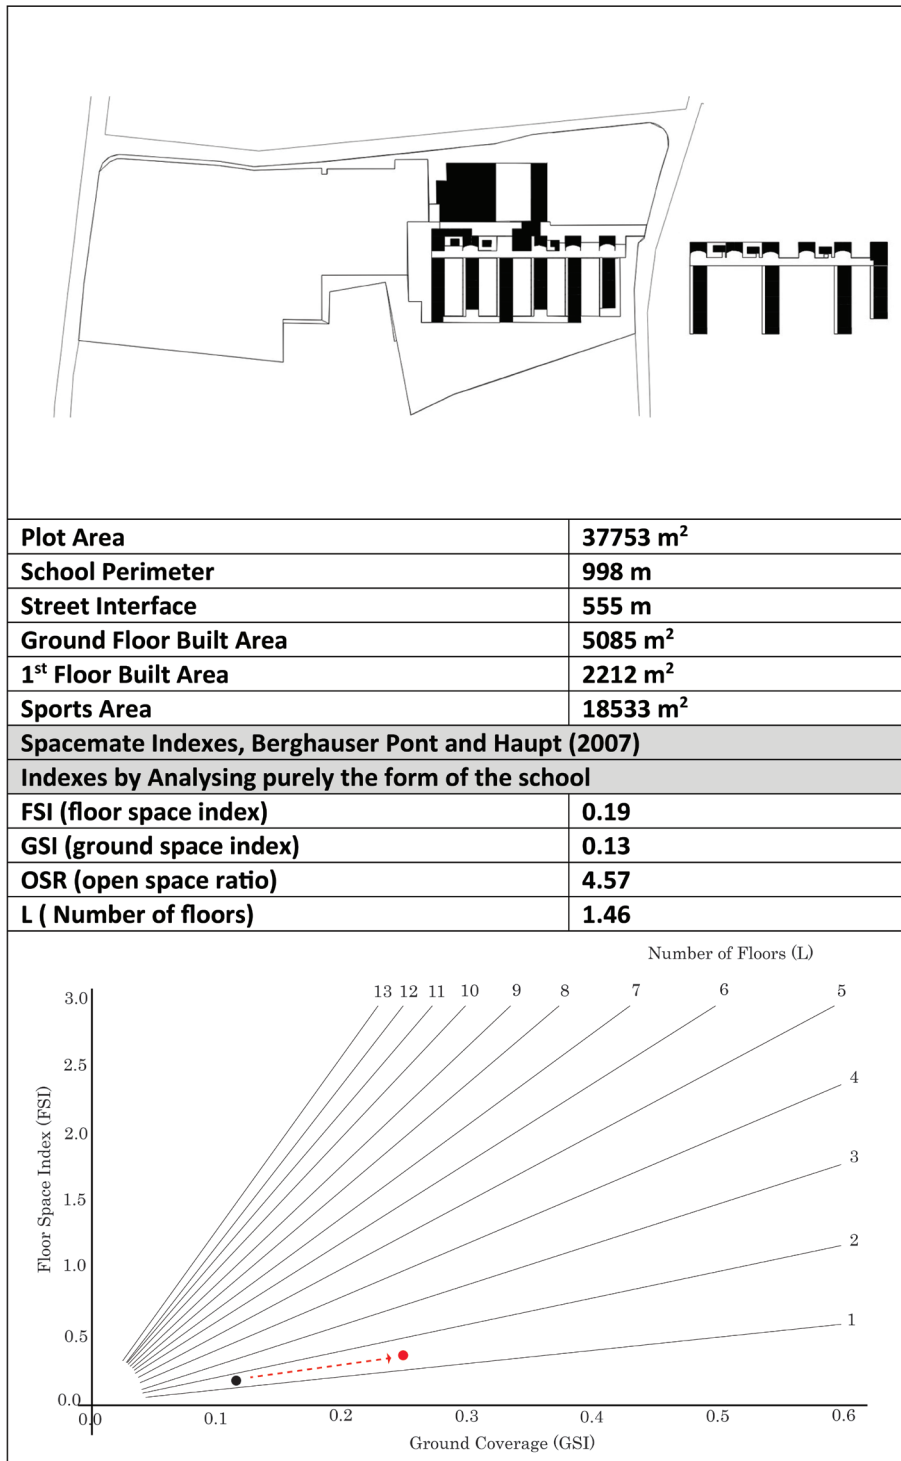 Plot Area 37753 m²
School Perimeter 998 m
Street Interface 555 m
Ground Floor Built Area 5085 m²
1st Floor Built Area 2212 m²
Sports Area 18533 m²
Spacemate Indexes, Berghauser Pont and Haupt (2007)
Indexes by Analysing purely the form of the school
FSI (floor space index) 0.19
GSI (ground space index) 0.13
OSR (open space ratio) 4.57
L ( Number of floors) 1.46
Number of Floors (L)
13 12 11 10 9 8 7 6 5
4
3
2
1
Floor Space Index (FSI)
3.0
2.5
2.0
1.5
1.0
0.5
0.0
0.0 0.1 0.2 0.3 0.4 0.5 0.6
Ground Coverage (GSI)